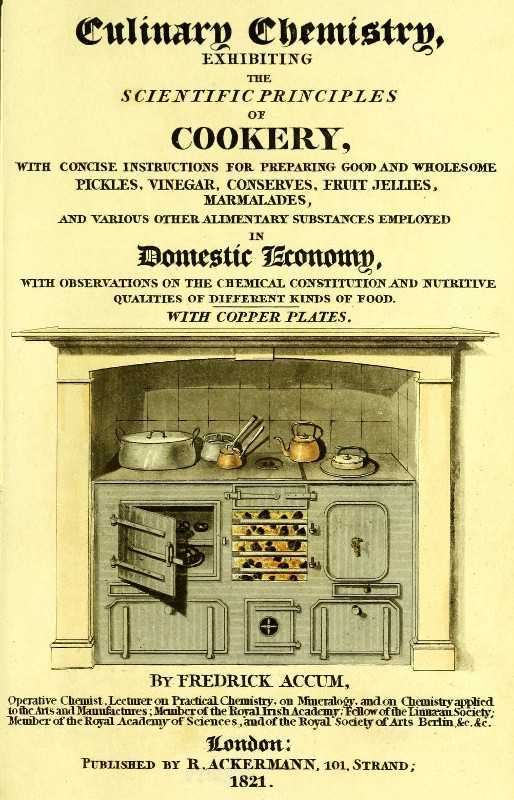 Culinary Chemistry,
EXHIBITING
THE
SCIENTIFIC PRINCIPLES
OF
COOKERY,
WITH CONCISE INSTRUCTIONS FOR PREPARING GOOD AND WHOLESOME
PICKLES, VINEGAR, CONSERVES, FRUIT JELLIES,
MARMALADES,
AND VARIOUS OTHER ALIMENTARY SUBSTANCES EMPLOYED
IN
Domestic Economy,
WITH OBSERVATIONS ON THE CHEMICAL CONSTITUTION AND NUTRITIVE
QUALITIES OF DIFFERENT KINDS OF FOOD.
WITH COPPER PLATES.
BY FREDRICK ACCUM,
Operative Chemist, Lecturer on Practical Chemistry, on Mineralogy, and on Chemistry applied
to the Arts and Manufactures; Member of the Royal Irish Academy; Fellow of the Linnæan Society;
Member of the Royal Academy of Sciences, and of the Royal Society of Arts Berlin, &c. &c.
London:
PUBLISHED BY R. ACKERMANN, 101, STRAND;
1821.